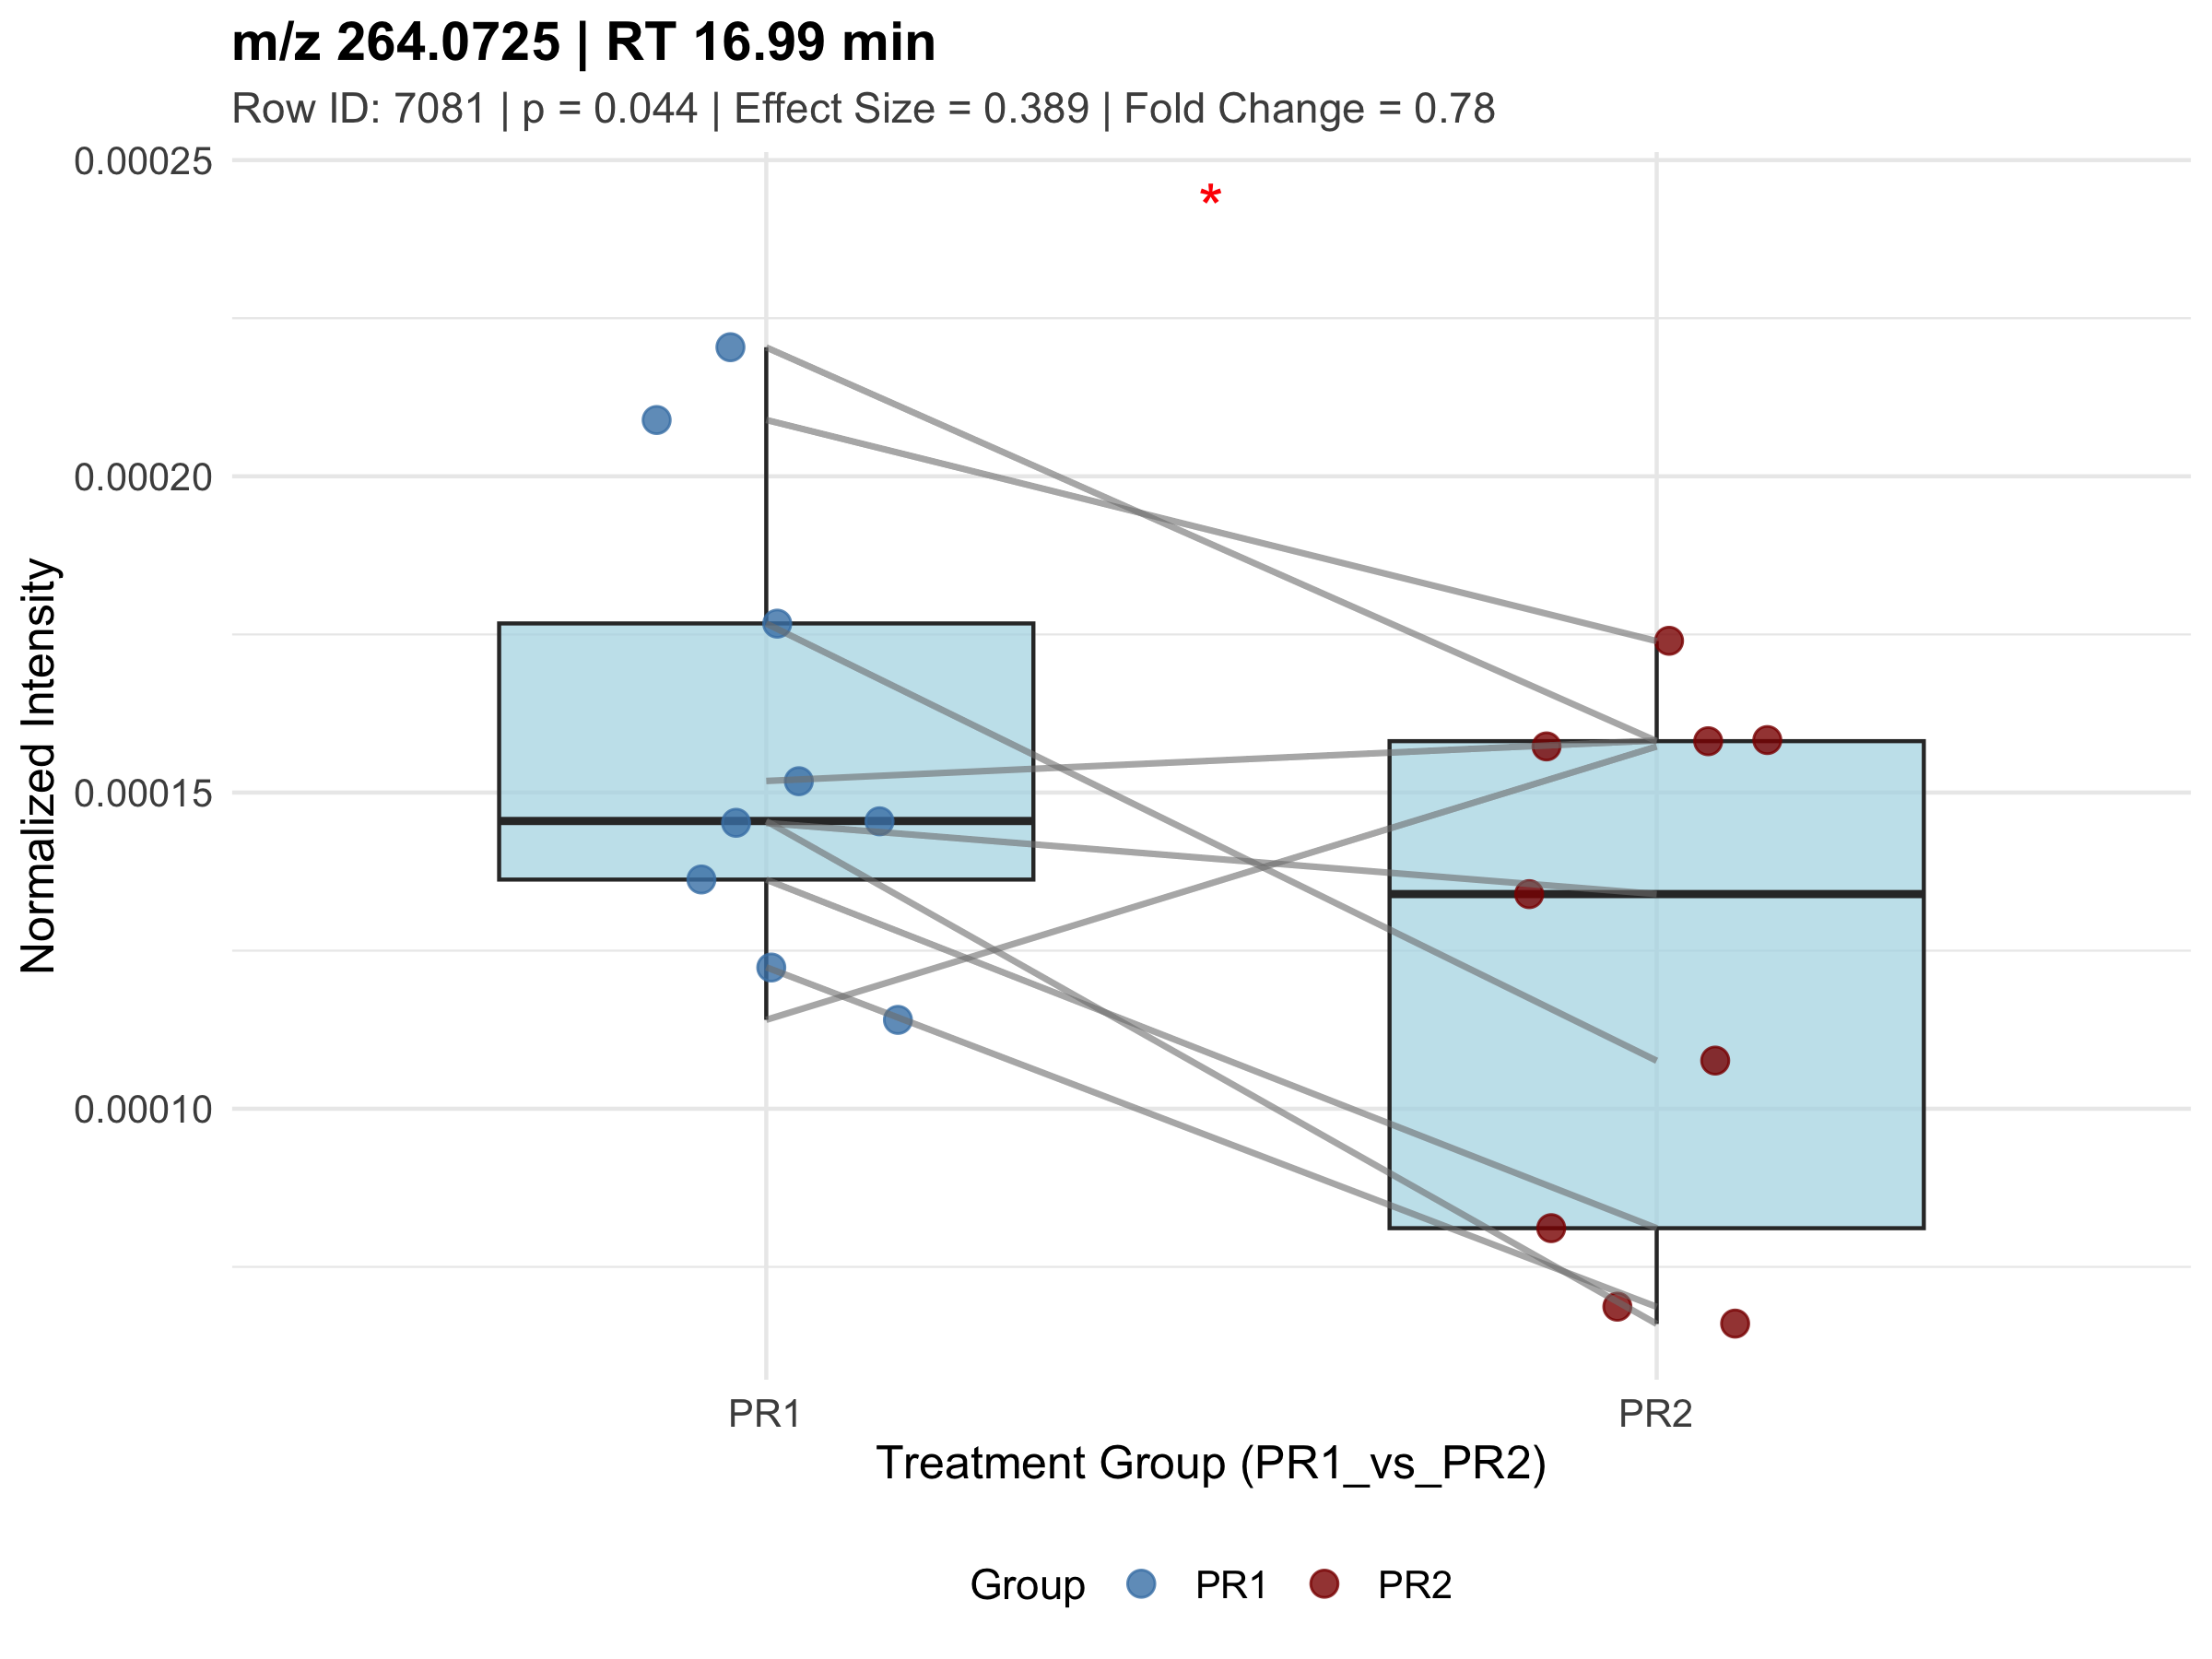 m/z 264.0725 | RT 16.99 min
Row ID: 7081 | p = 0.044 | Effect Size = 0.389 | Fold Change = 0.78
0.00025
*
0.00020
0.00015
0.00010
Normalized Intensity
PR1
PR2
Treatment Group (PR1_vs_PR2)
Group PR1 PR2